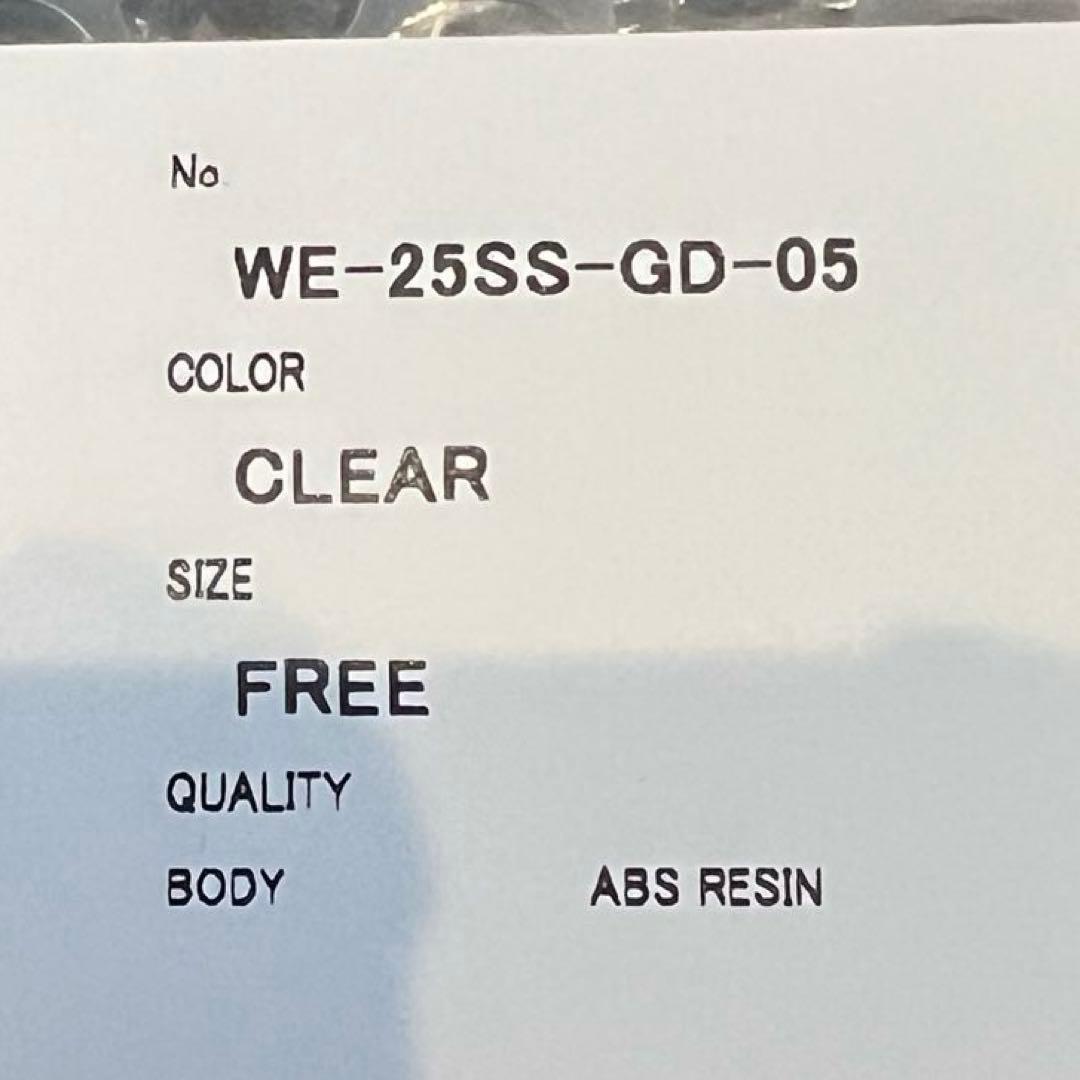 No.
WE-25SS-GD-05
COLOR
CLEAR
SIZE
FREE
QUALITY
BODY ABS RESIN